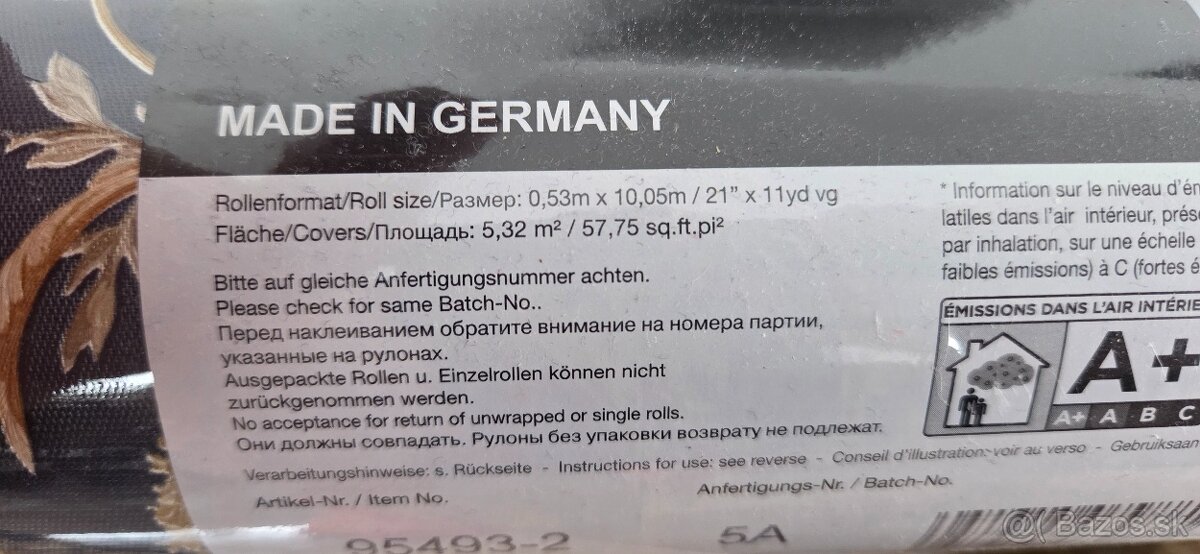 MADE IN GERMANY
Rollenformat/Roll size/Размер: 0,53m x 10,05m / 21” x 11yd vg
Fläche/Covers/Площадь: 5,32 m² / 57,75 sq.ft.pi²
Bitte auf gleiche Anfertigungsnummer achten.
Please check for same Batch-No..
Перед наклеиванием обратите внимание на номера партии,
указанные на рулонах.
Ausgepackte Rollen u. Einzelrollen können nicht
zurückgenommen werden.
No acceptance for return of unwrapped or single rolls.
Они должны совпадать. Рулоны без упаковки возврату не подлежат.
Verarbeitungshinweise: s. Rückseite - Instructions for use: see reverse - Conseil d’illustration: voir au verso - Gebruiksaan
Artikel-Nr. / Item No.
Anfertigungs-Nr. / Batch-No.
95493-2
5A
* Information sur le niveau d’ém
latiles dans l’air intérieur, prés
par inhalation, sur une échelle
faibles émissions) à C (fortes é
ÉMISSIONS DANS L’AIR INTÉRIE
A+
A+ A B C
Bazos.sk